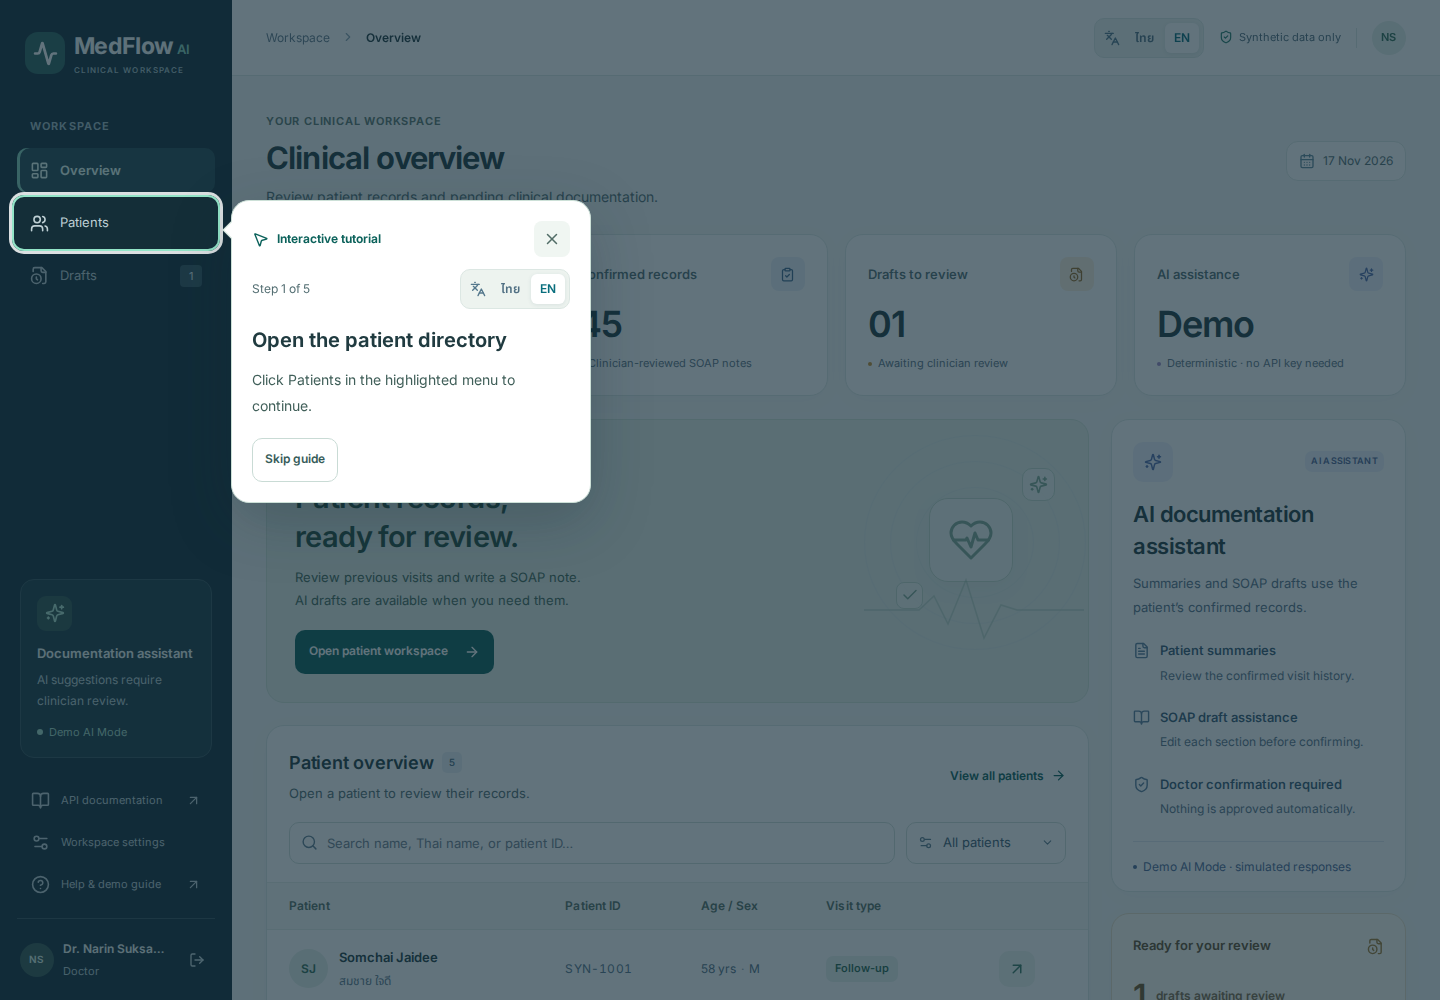 MedFlow AI
CLINICAL WORKSPACE
WORKSPACE
Overview
Patients
Drafts
1
Documentation assistant
AI suggestions require
clinician review.
Demo AI Mode
API documentation
Workspace settings
Help & demo guide
NS
Dr. Narin Suksa...
Doctor
Workspace
Overview
ไทย
EN
Synthetic data only
NS
YOUR CLINICAL WORKSPACE
Clinical overview
Review patient records and pending clinical documentation.
17 Nov 2026
Interactive tutorial
Step 1 of 5
ไทย
EN
Open the patient directory
Click Patients in the highlighted menu to
continue.
Skip guide
onfirmed records
45
Clinician-reviewed SOAP notes
Drafts to review
01
Awaiting clinician review
AI assistance
Demo
Deterministic · no API key needed
Patient records,
ready for review.
Review previous visits and write a SOAP note.
AI drafts are available when you need them.
Open patient workspace
AI ASSISTANT
AI documentation
assistant
Summaries and SOAP drafts use the
patient's confirmed records.
Patient summaries
Review the confirmed visit history.
SOAP draft assistance
Edit each section before confirming.
Doctor confirmation required
Nothing is approved automatically.
Demo AI Mode · simulated responses
Patient overview
5
Open a patient to review their records.
View all patients
Search name, Thai name, or patient ID...
All patients
Patient
Patient ID
Age / Sex
Visit type
SJ
Somchai Jaidee
สมชาย ใจดี
SYN-1001
58 yrs · M
Follow-up
Ready for your review
1 drafts awaiting review